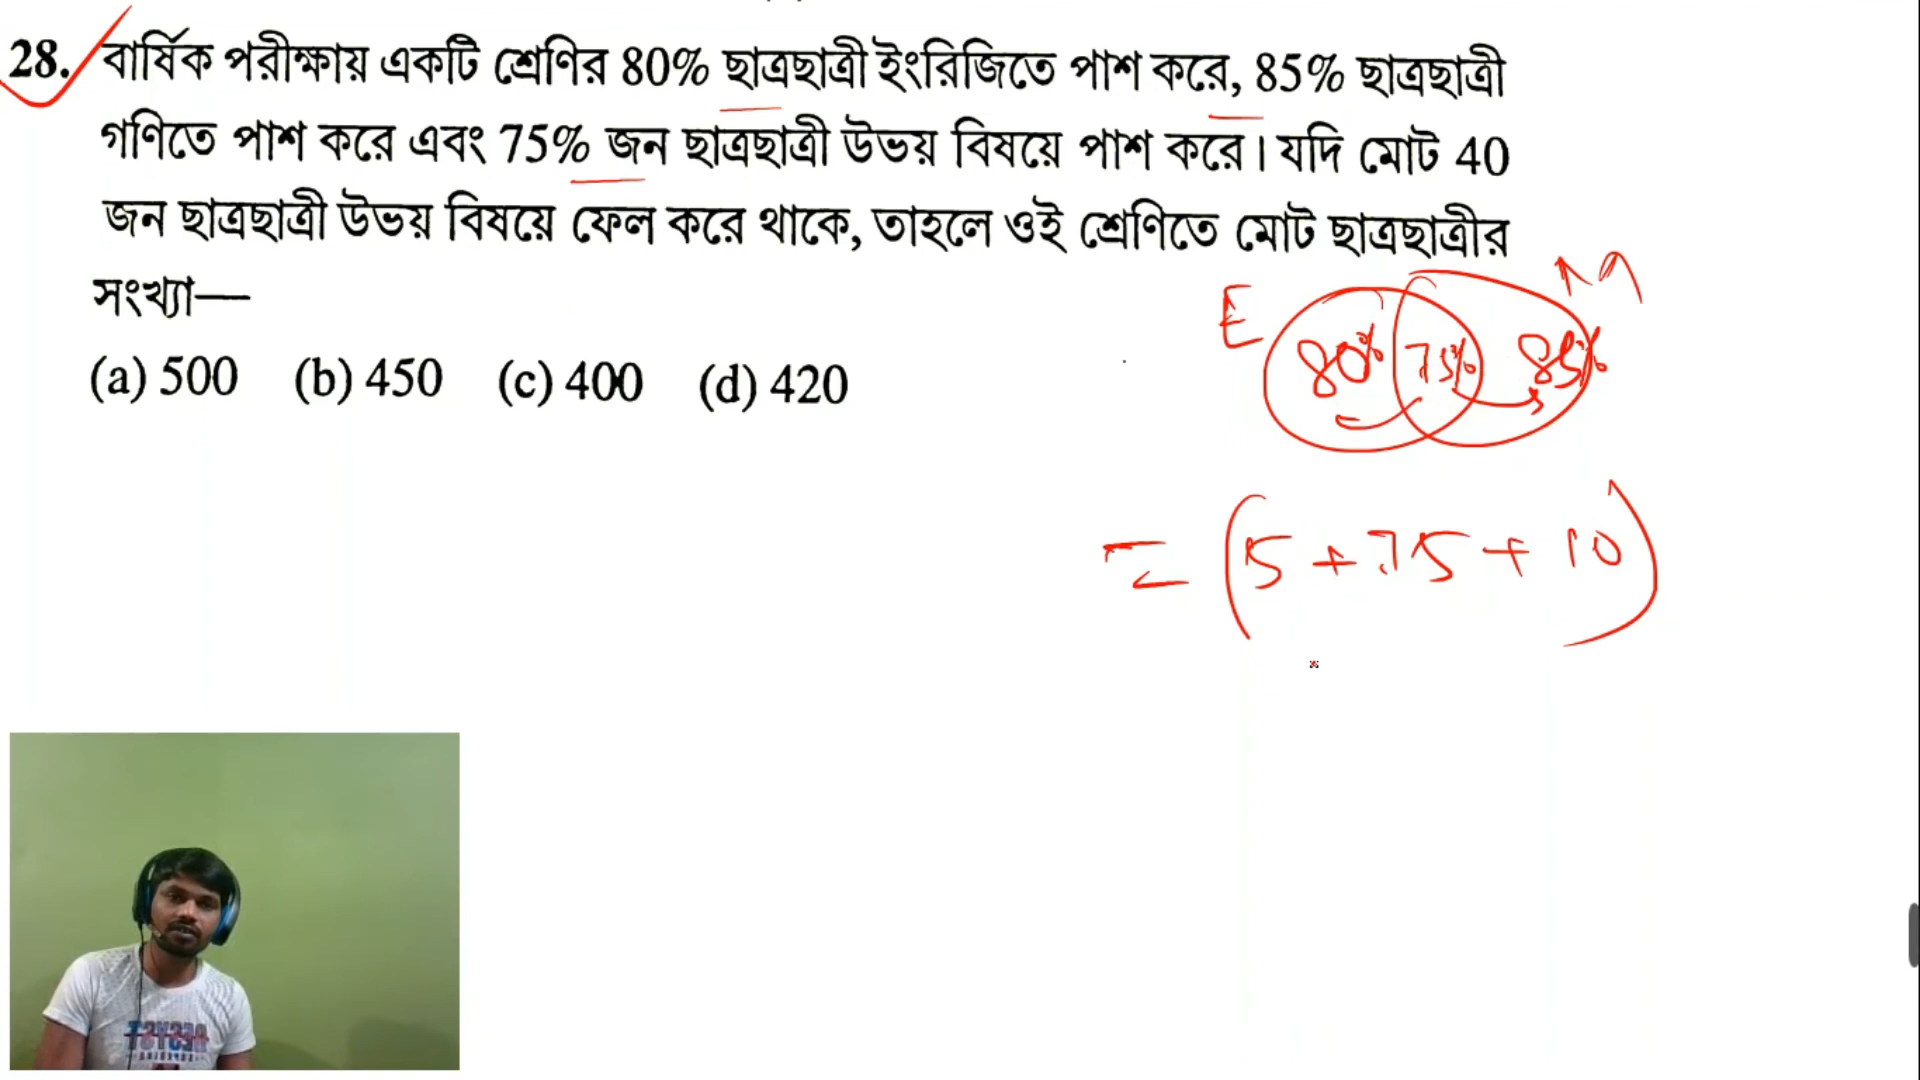 28. বার্ষিক পরীক্ষায় একটি শ্রেণির 80% ছাত্রছাত্রী ইংরিজিতে পাশ করে, 85% ছাত্রছাত্রী
গণিতে পাশ করে এবং 75% জন ছাত্রছাত্রী উভয় বিষয়ে পাশ করে। যদি মোট 40
জন ছাত্রছাত্রী উভয় বিষয়ে ফেল করে থাকে, তাহলে ওই শ্রেণিতে মোট ছাত্রছাত্রীর
সংখ্যা—
(a) 500 (b) 450 (c) 400 (d) 420
E M
80% 75% 85%
= (5 + 75 + 10)